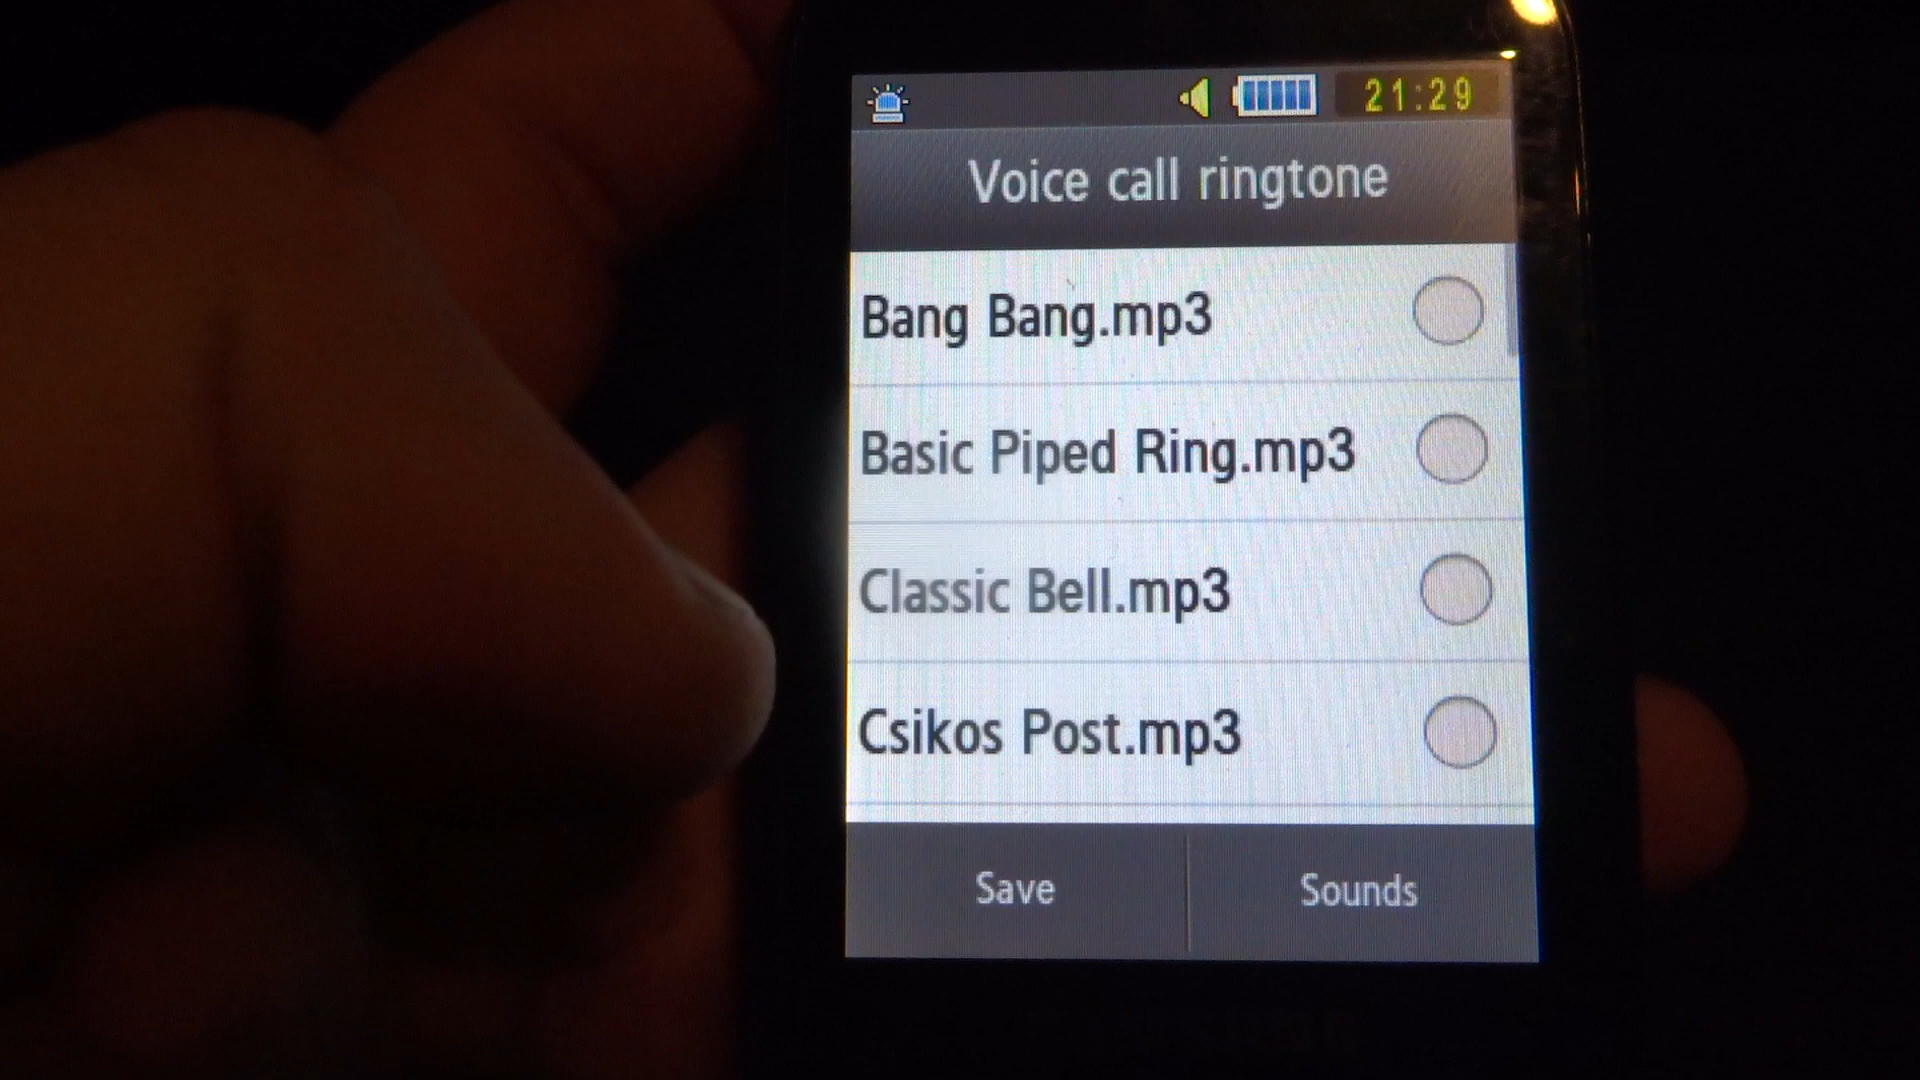 21:29
Voice call ringtone
Bang Bang.mp3
Basic Piped Ring.mp3
Classic Bell.mp3
Csikos Post.mp3
Save
Sounds